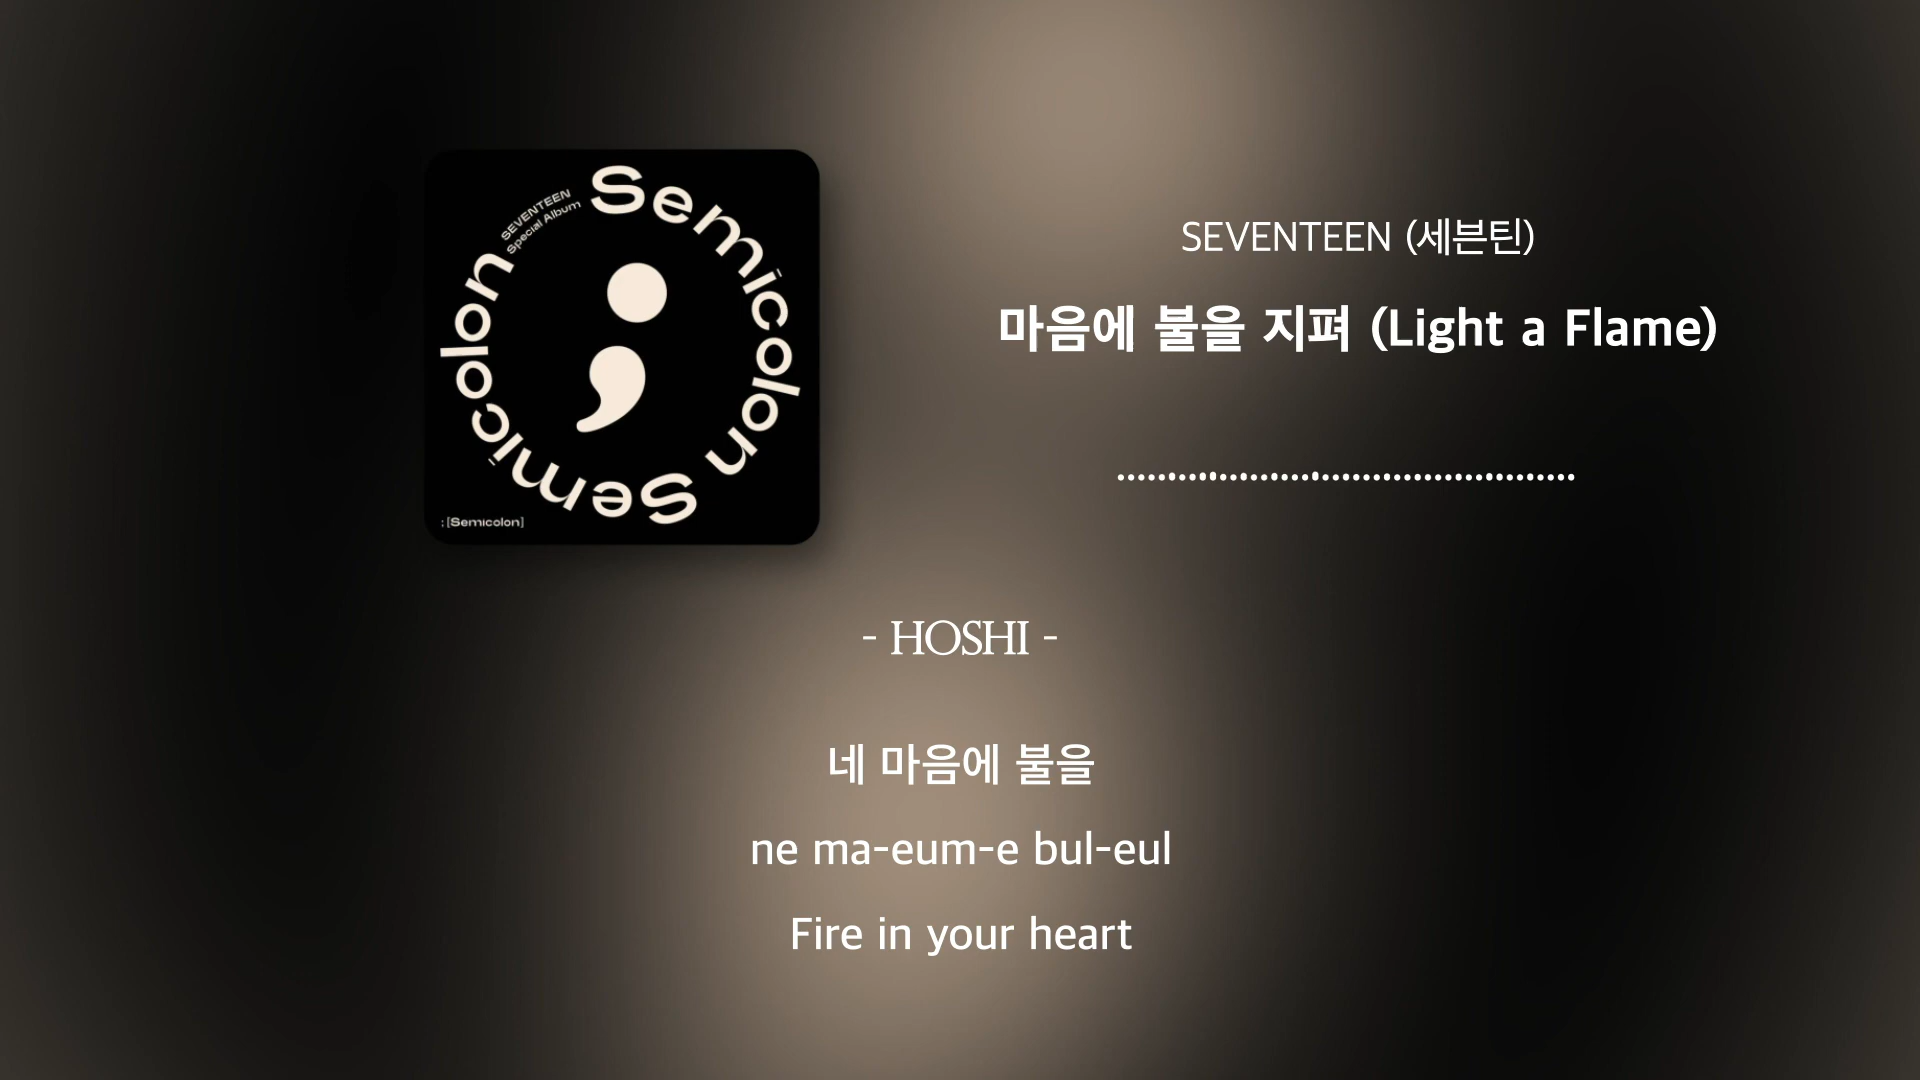 Semicolon Semicolon
SEVENTEEN
Special Album
;
; [Semicolon]
SEVENTEEN (세븐틴)
마음에 불을 지펴 (Light a Flame)
- HOSHI -
네 마음에 불을
ne ma-eum-e bul-eul
Fire in your heart